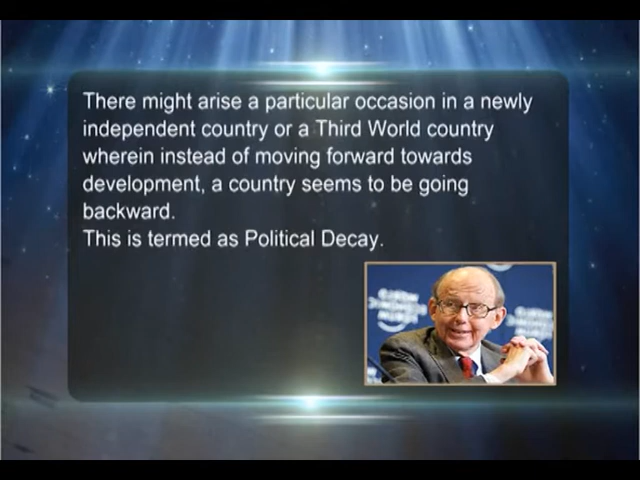 There might arise a particular occasion in a newly
independent country or a Third World country
wherein instead of moving forward towards
development, a country seems to be going
backward.
This is termed as Political Decay.